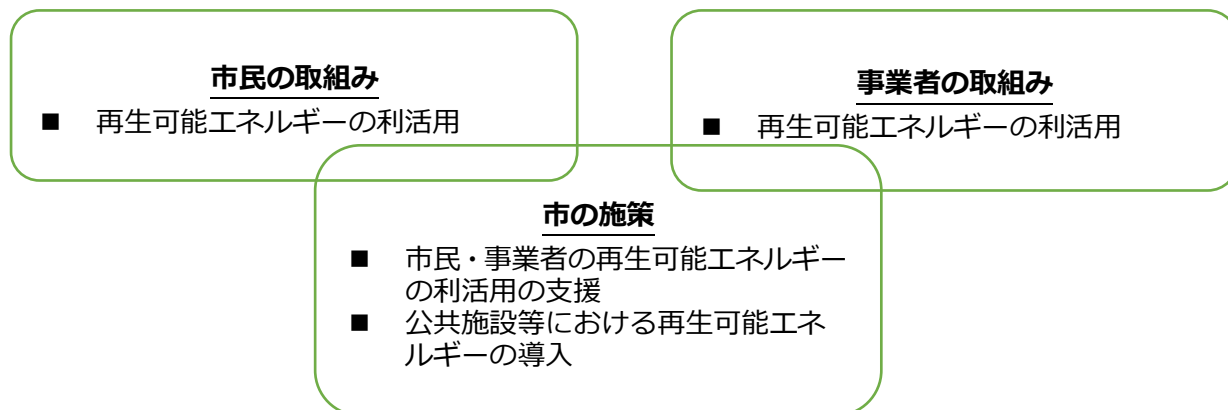 市民の取組み
■ 再生可能エネルギーの利活用
事業者の取組み
■ 再生可能エネルギーの利活用
市の施策
■ 市民・事業者の再生可能エネルギー
の利活用の支援
■ 公共施設等における再生可能エネ
ルギーの導入